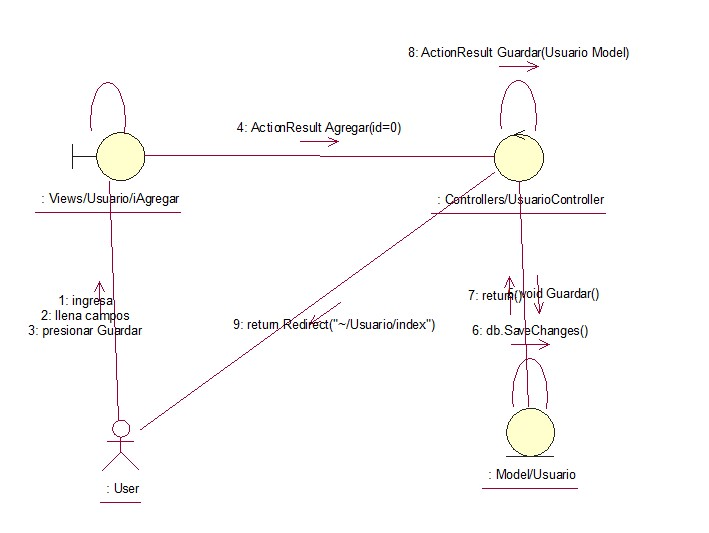 8: ActionResult Guardar(Usuario Model)
4: ActionResult Agregar(id=0)
: Views/Usuario/iAgregar
: Controllers/UsuarioController
1: ingresa
2: llena campos
3: presionar Guardar
7: return()
5: void Guardar()
9: return Redirect("~/Usuario/index")
6: db.SaveChanges()
: Model/Usuario
: User